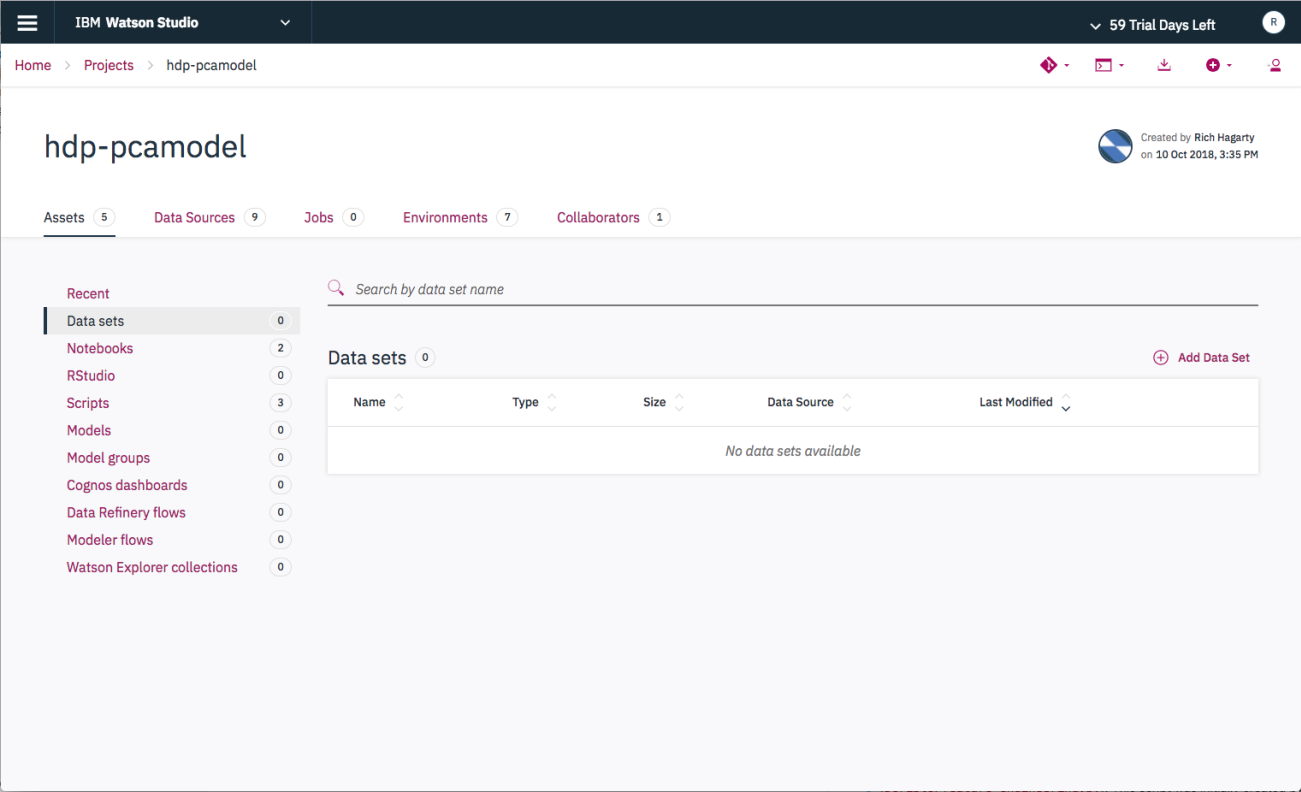 IBM Watson Studio
59 Trial Days Left
R
Home > Projects > hdp-pcamodel
hdp-pcamodel
Created by Rich Hagarty
on 10 Oct 2018, 3:35 PM
Assets 5 Data Sources 9 Jobs 0 Environments 7 Collaborators 1
Recent
Data sets 0
Notebooks 2
RStudio 0
Scripts 3
Models 0
Model groups 0
Cognos dashboards 0
Data Refinery flows 0
Modeler flows 0
Watson Explorer collections 0
Search by data set name
Data sets 0
Add Data Set
Name Type Size Data Source Last Modified
No data sets available